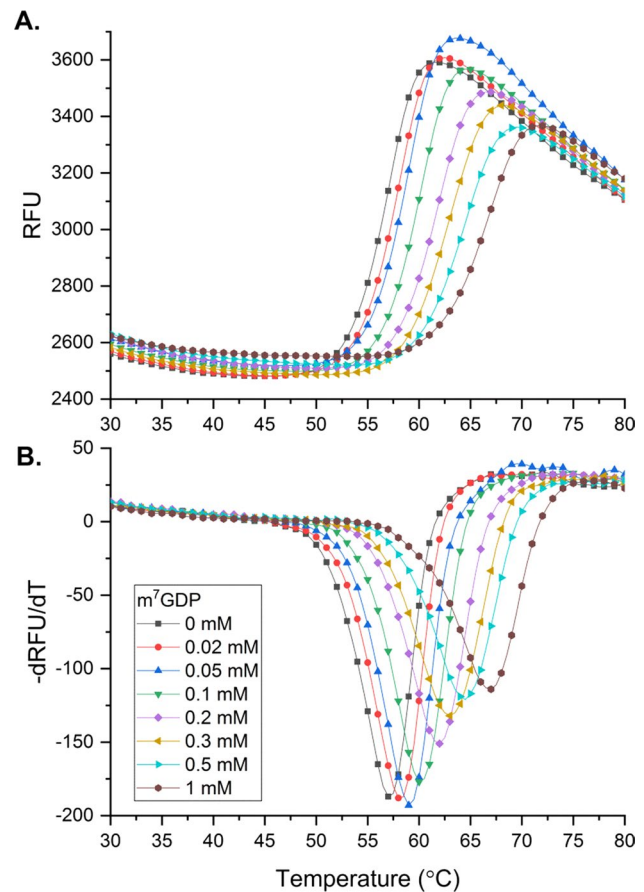 A.
3600
3400
3200
3000
2800
2600
2400
RFU
30 35 40 45 50 55 60 65 70 75 80
B.
50
0
-50
-100
-150
-200
-dRFU/dT
m⁷GDP
0 mM
0.02 mM
0.05 mM
0.1 mM
0.2 mM
0.3 mM
0.5 mM
1 mM
30 35 40 45 50 55 60 65 70 75 80
Temperature (°C)